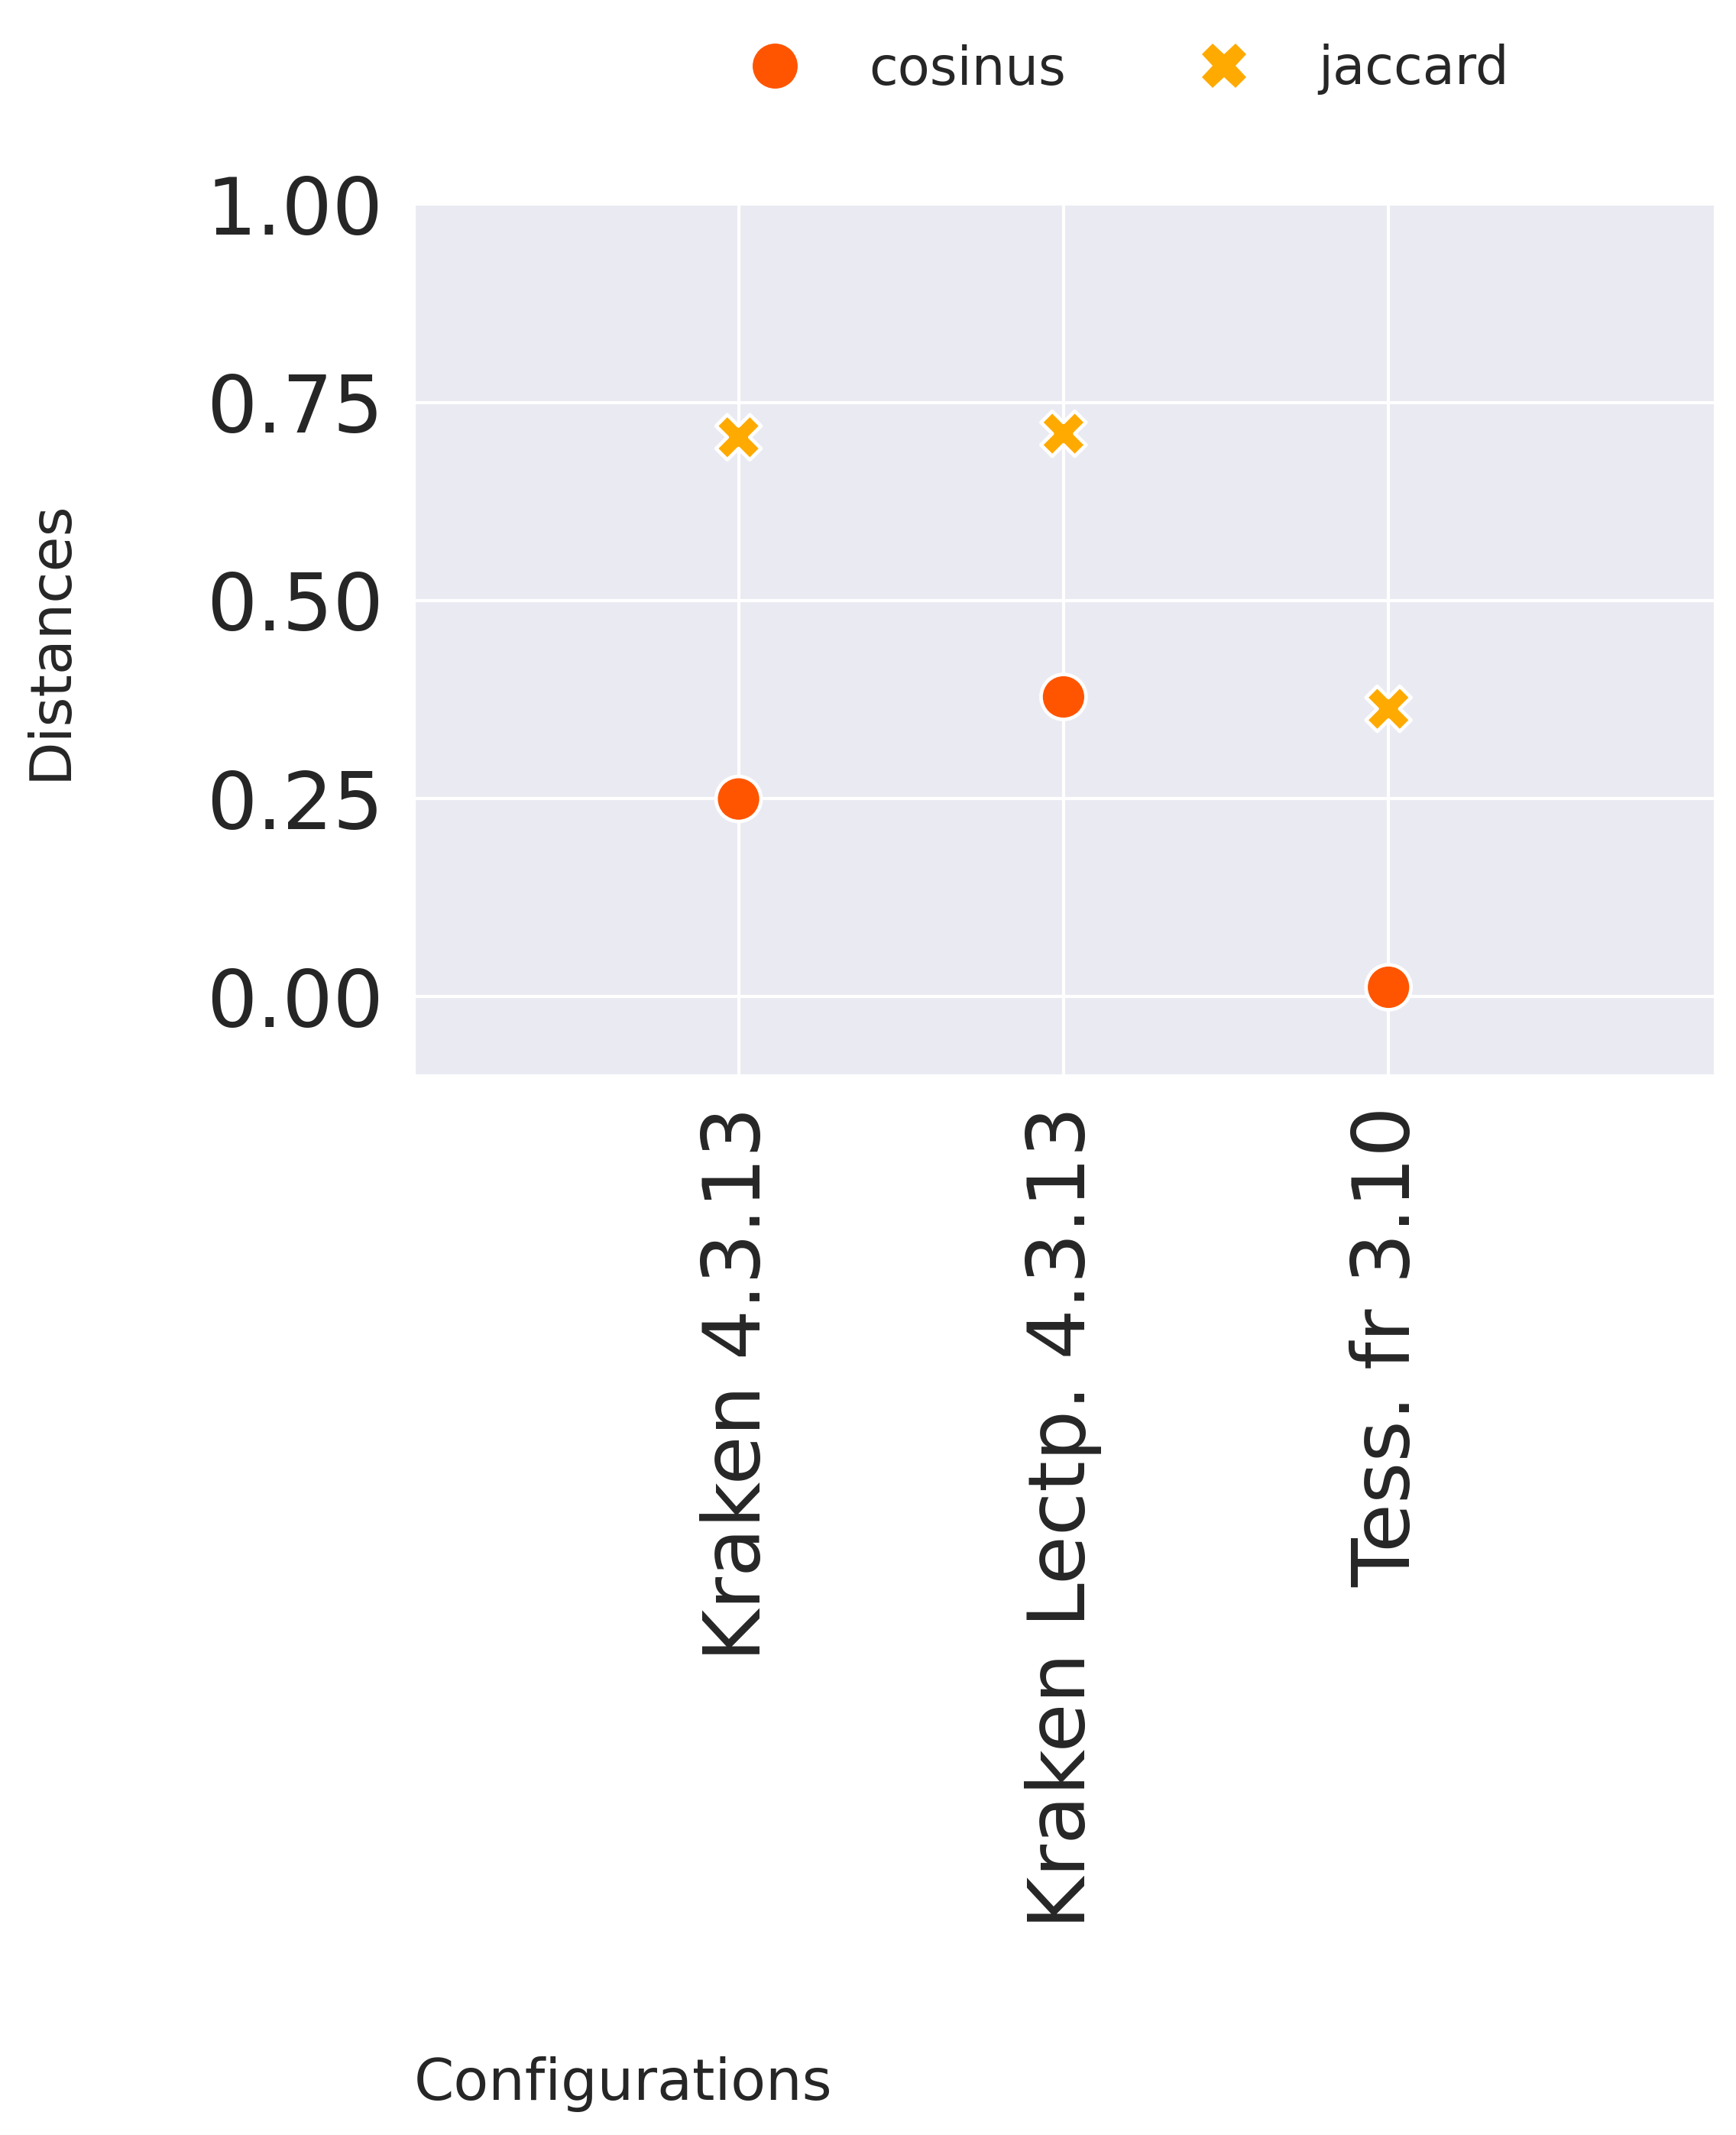 cosinus jaccard
1.00
0.75
0.50
0.25
0.00
Distances
Kraken 4.3.13
Kraken Lectp. 4.3.13
Tess. fr 3.10
Configurations